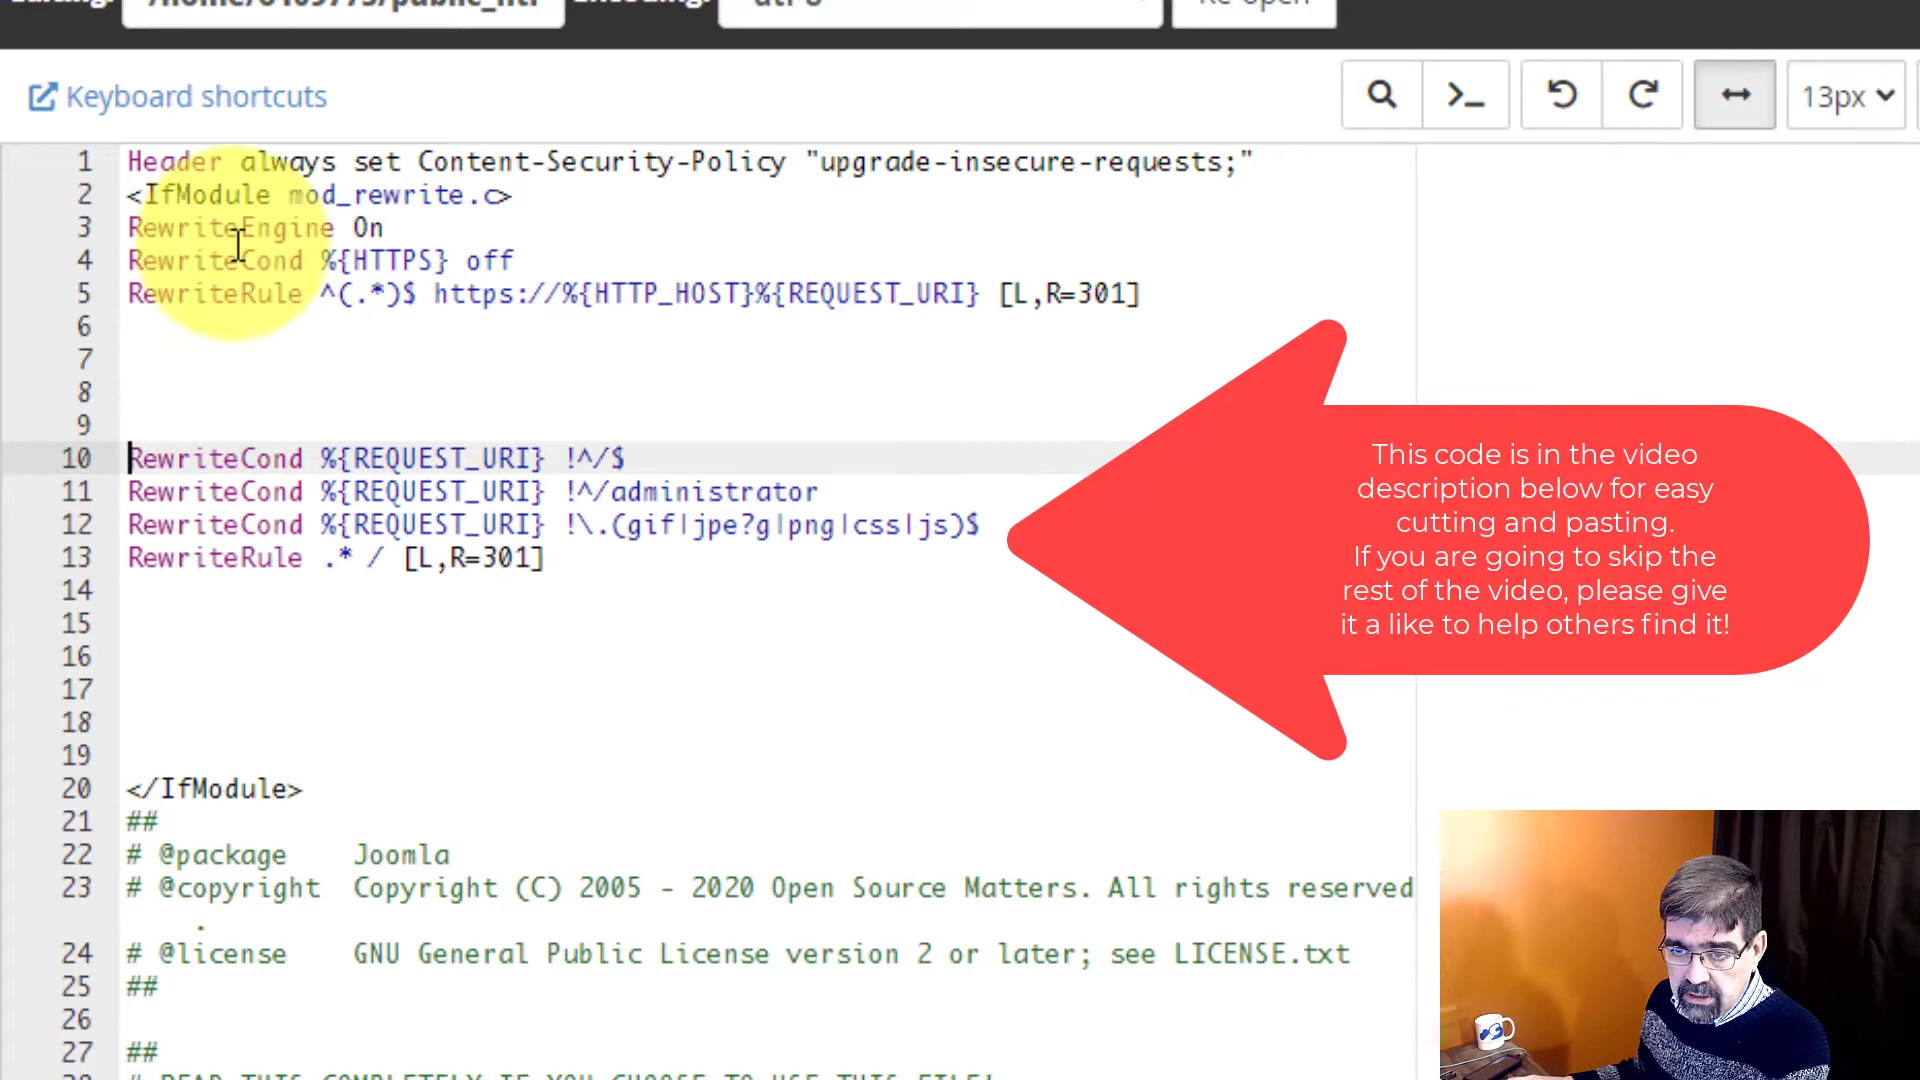 Keyboard shortcuts
13px
1 Header always set Content-Security-Policy "upgrade-insecure-requests;"
2 <IfModule mod_rewrite.c>
3 RewriteEngine On
4 RewriteCond %{HTTPS} off
5 RewriteRule ^(.*)$ https://%{HTTP_HOST}%{REQUEST_URI} [L,R=301]
6
7
8
9
10 RewriteCond %{REQUEST_URI} !^/$
11 RewriteCond %{REQUEST_URI} !^/administrator
12 RewriteCond %{REQUEST_URI} !\.(gif|jpe?g|png|css|js)$
13 RewriteRule .* / [L,R=301]
14
15
16
17
18
19
20 </IfModule>
21 ##
22 # @package    Joomla
23 # @copyright  Copyright (C) 2005 - 2020 Open Source Matters. All rights reserved
.
24 # @license    GNU General Public License version 2 or later; see LICENSE.txt
25 ##
26
27 ##
This code is in the video
description below for easy
cutting and pasting.
If you are going to skip the
rest of the video, please give
it a like to help others find it!